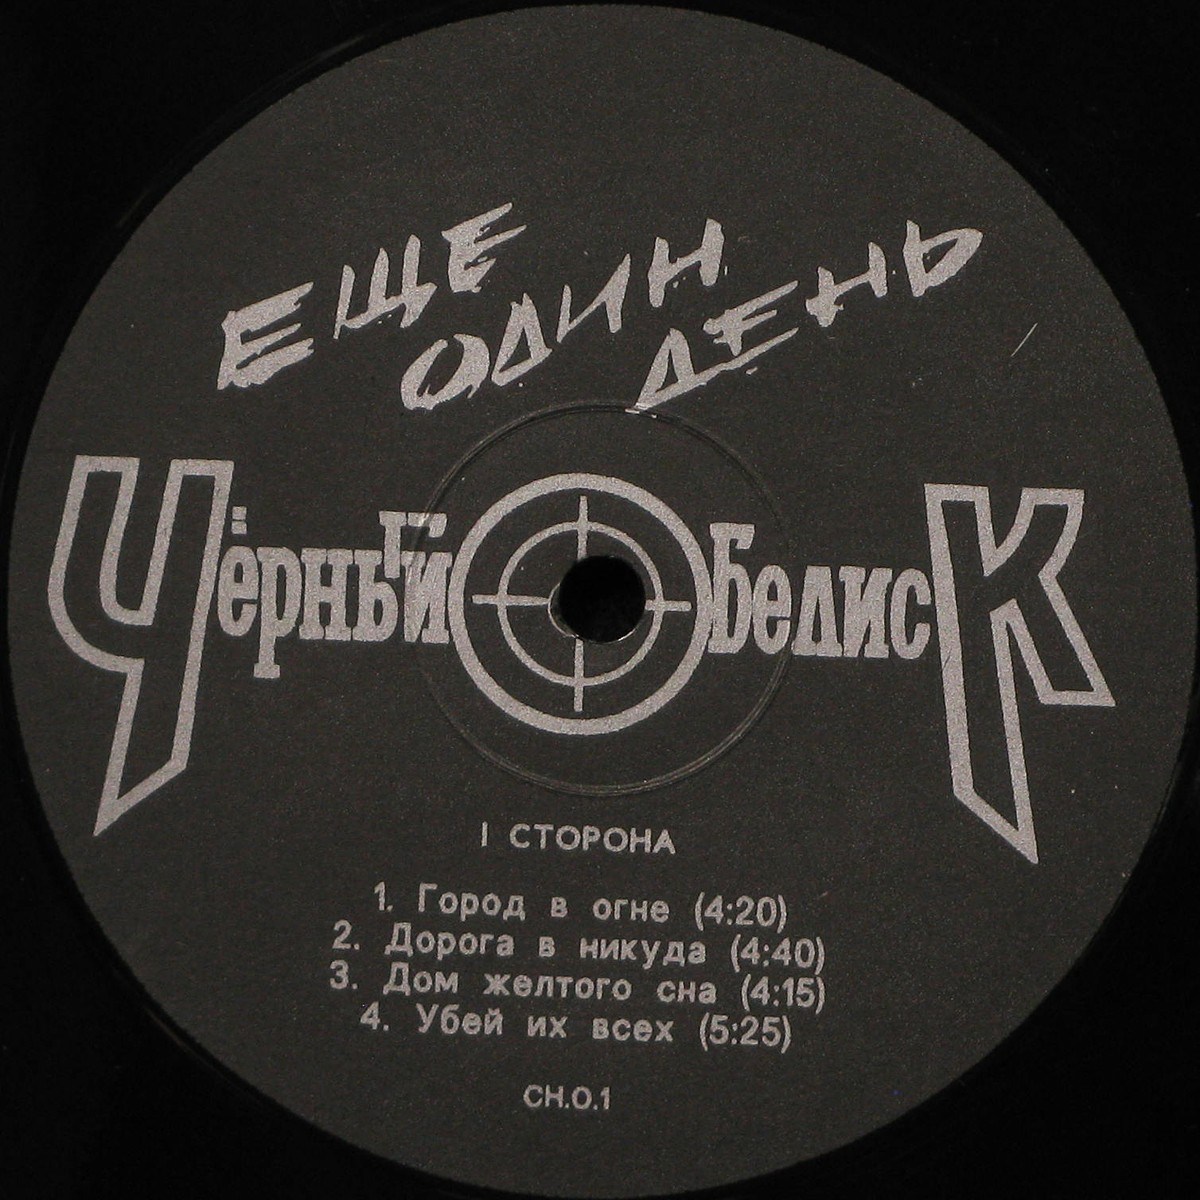 ЕЩЕ
ОДИН
ДЕНЬ
Чёрный Обелиск
I СТОРОНА
1. Город в огне (4:20)
2. Дорога в никуда (4:40)
3. Дом желтого сна (4:15)
4. Убей их всех (5:25)
CH.O.1